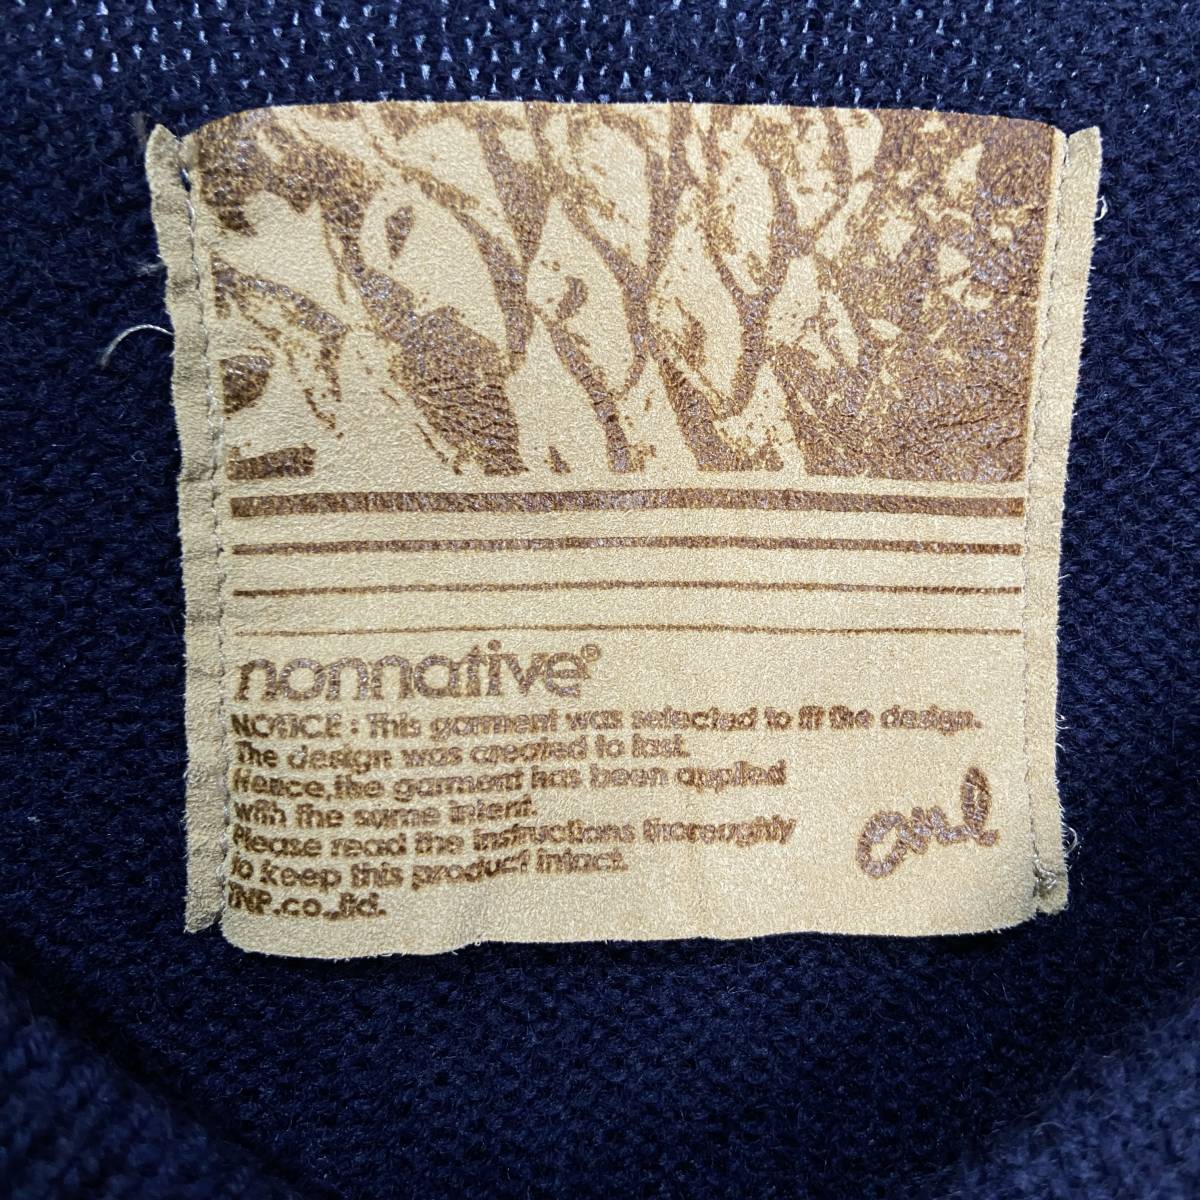 nonnative®
NOTICE : This garment was selected to fit the design.
The design was created to last.
Hence, the garment has been applied
with the same intent.
Please read the instructions thoroughly
to keep this product intact.
TNP.co.,ltd.